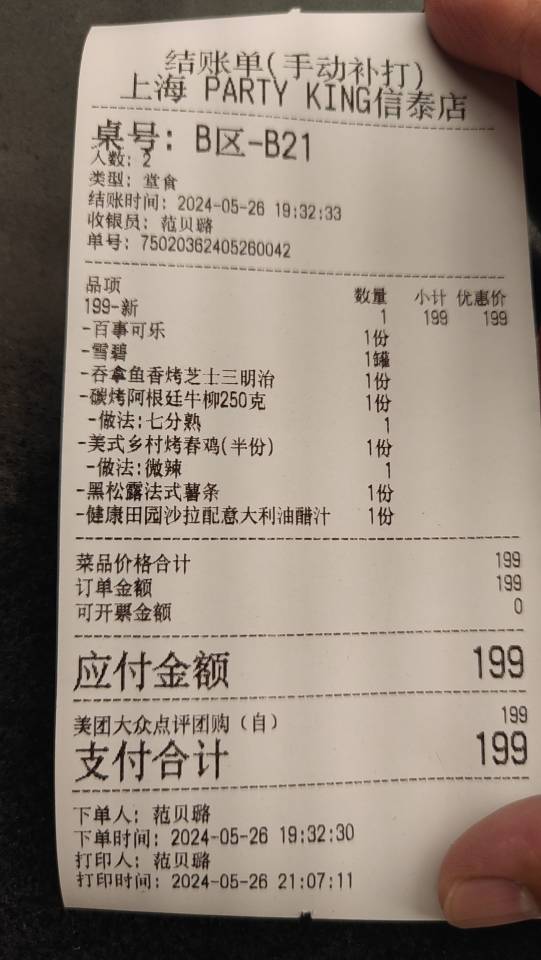 结账单(手动补打)
上海 PARTY KING信泰店
桌号: B区-B21
人数: 2
类型: 堂食
结账时间: 2024-05-26 19:32:33
收银员: 范贝璐
单号: 75020362405260042
品项 数量 小计 优惠价
199-新 1 199 199
-百事可乐 1份
-雪碧 1罐
-吞拿鱼香烤芝士三明治 1份
-碳烤阿根廷牛柳250克 1份
-做法:七分熟 1
-美式乡村烤春鸡(半份) 1份
-做法:微辣 1
-黑松露法式薯条 1份
-健康田园沙拉配意大利油醋汁 1份
菜品价格合计 199
订单金额 199
可开票金额 0
应付金额 199
美团大众点评团购（自） 199
支付合计 199
下单人: 范贝璐
下单时间: 2024-05-26 19:32:30
打印人: 范贝璐
打印时间: 2024-05-26 21:07:11